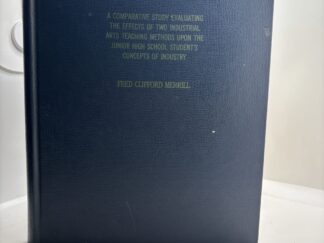 A COMPARATIVE STUDY EVALUATING
THE EFFECTS OF TWO INDUSTRIAL
ARTS TEACHING METHODS UPON THE
JUNIOR HIGH SCHOOL STUDENT'S
CONCEPTS OF INDUSTRY
FRED CLIFFORD MERRILL